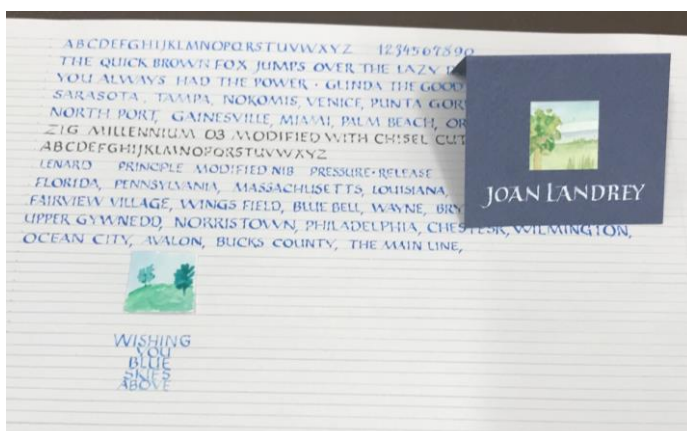 ABCDEFGHIJKLMNOPQRSTUVWXYZ 1234567890
THE QUICK BROWN FOX JUMPS OVER THE LAZY D
YOU ALWAYS HAD THE POWER · GLINDA THE GOOD
SARASOTA, TAMPA, NOKOMIS, VENICE, PUNTA GOR
NORTH PORT, GAINESVILLE, MIAMI, PALM BEACH, OR
ZIG MILLENNIUM 03 MODIFIED WITH CHISEL CUT
ABCDEFGHIJKLMNOPQRSTUVWXYZ
LENARD PRINCIPLE MODIFIED NIB PRESSURE-RELEASE
FLORIDA, PENNSYLVANIA, MASSACHUSETTS, LOUISIANA,
FAIRVIEW VILLAGE, WINGS FIELD, BLUE BELL, WAYNE, BRY
UPPER GYWNEDD, NORRISTOWN, PHILADELPHIA, WILMINGTON,
OCEAN CITY, AVALON, BUCKS COUNTY, THE MAIN LINE,
JOAN LANDREY
WISHING
YOU
BLUE
SKIES
ABOVE